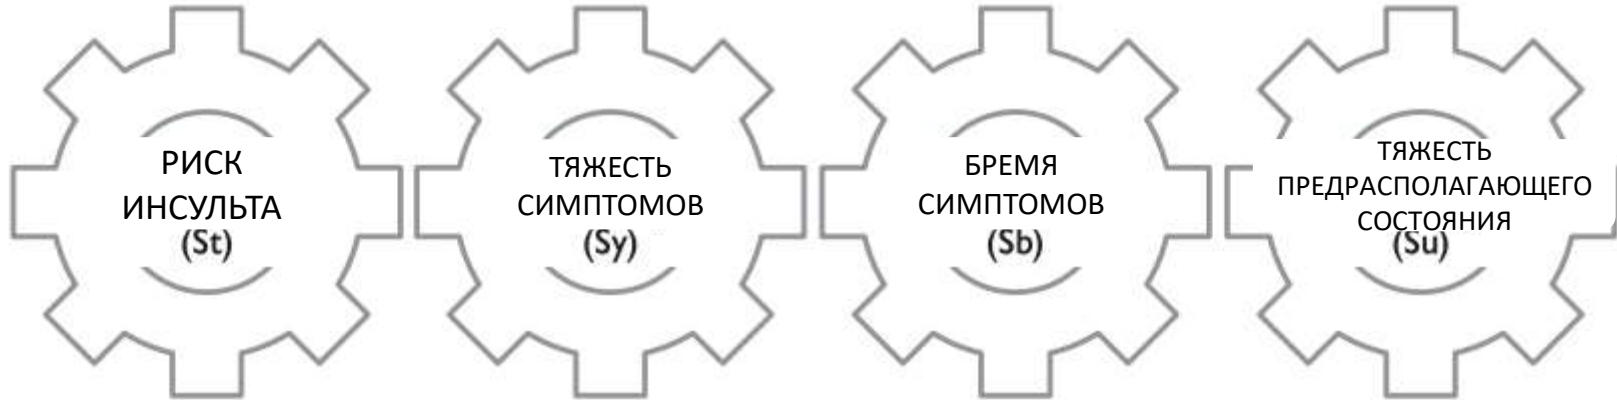 РИСК
ИНСУЛЬТА
(St)
ТЯЖЕСТЬ
СИМПТОМОВ
(Sy)
БРЕМЯ
СИМПТОМОВ
(Sb)
ТЯЖЕСТЬ
ПРЕДРАСПОЛАГАЮЩЕГО
СОСТОЯНИЯ
(Su)